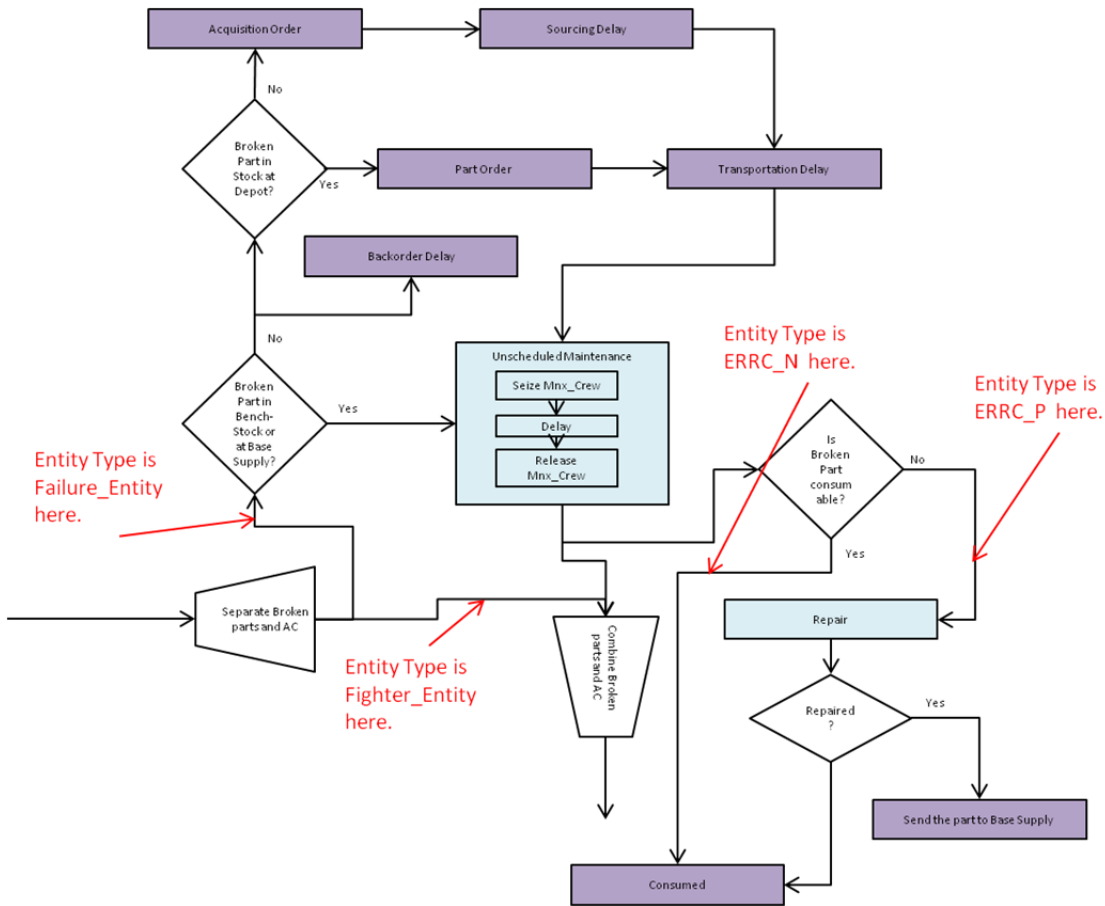 Acquisition Order
Sourcing Delay
No
Broken
Part in
Stock at
Depot?
Yes
Part Order
Transportation Delay
Backorder Delay
No
Broken
Part in
Bench-
Stock or
at Base
Supply?
Yes
Unscheduled Maintenance
Seize Mnx_Crew
Delay
Release
Mnx_Crew
Entity Type is
ERRC_N
here.
Entity Type is
ERRC_P here.
Is
Broken
Part
consum
able?
No
Yes
Entity Type is
Failure_Entity
here.
Separate Broken
parts and AC
Entity Type is
Fighter_Entity
here.
Combine Broken
parts and AC
Repair
Repaired
?
Yes
Send the part to Base Supply
Consumed